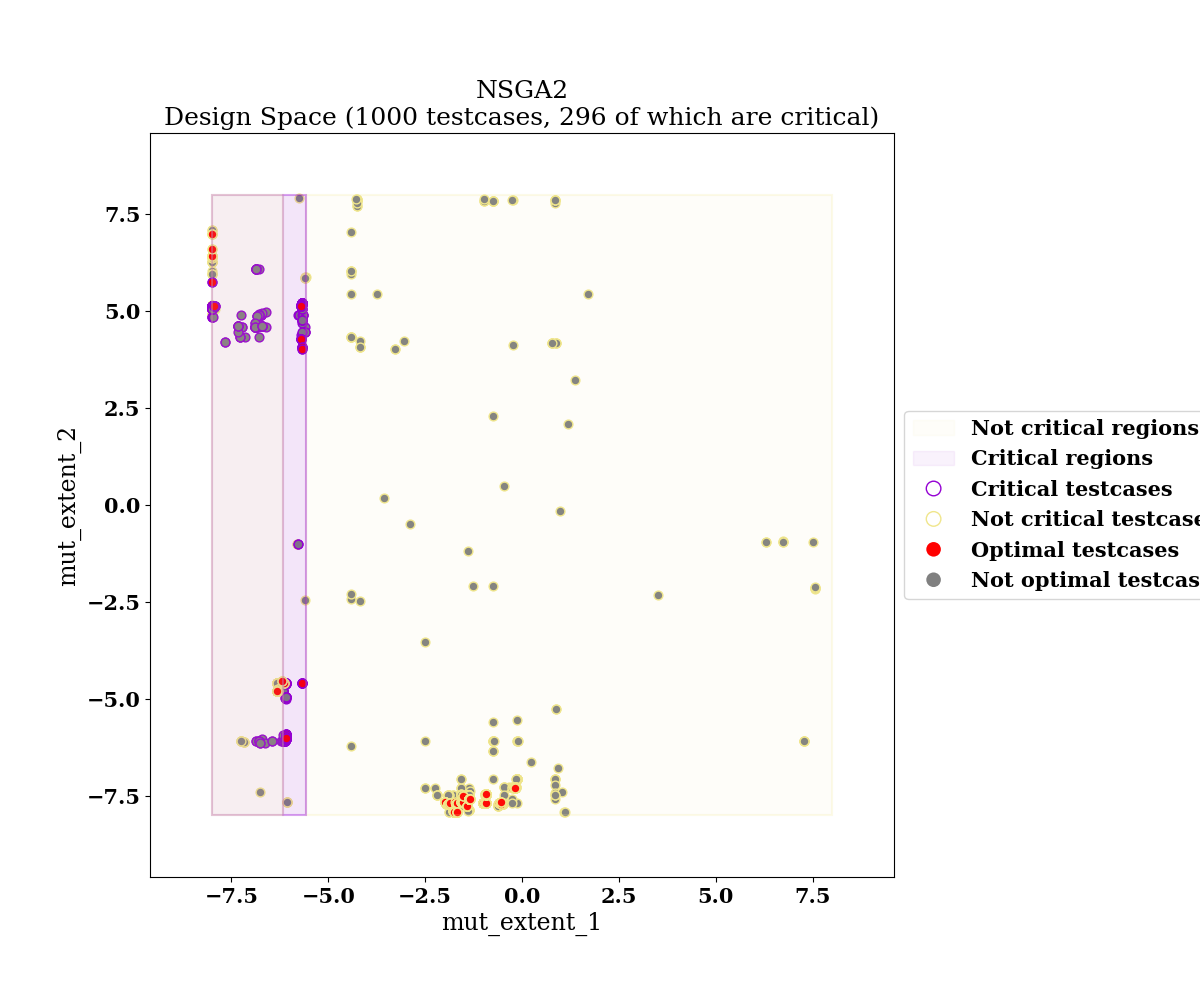 NSGA2
Design Space (1000 testcases, 296 of which are critical)
7.5
5.0
2.5
0.0
−2.5
−5.0
−7.5
mut_extent_2
−7.5
−5.0
−2.5
0.0
2.5
5.0
7.5
mut_extent_1
Not critical regions
Critical regions
Critical testcases
Not critical testcase
Optimal testcases
Not optimal testcas